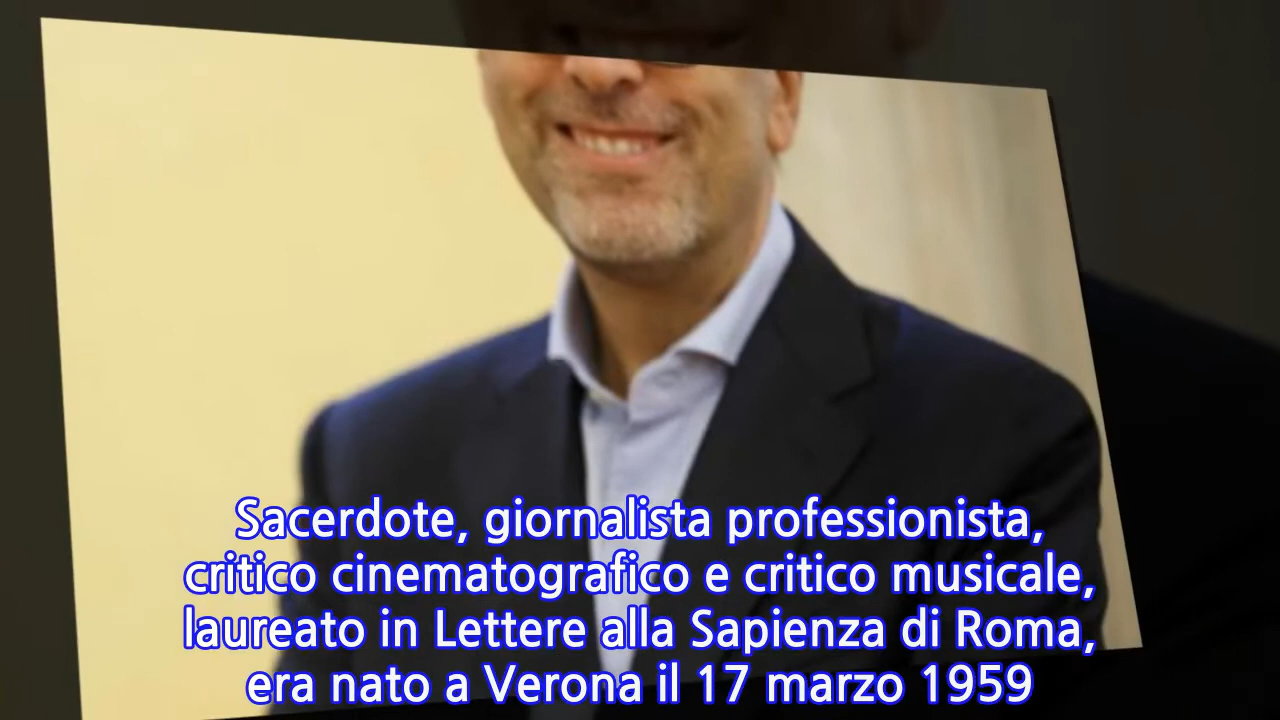 Sacerdote, giornalista professionista,
critico cinematografico e critico musicale,
laureato in Lettere alla Sapienza di Roma,
era nato a Verona il 17 marzo 1959